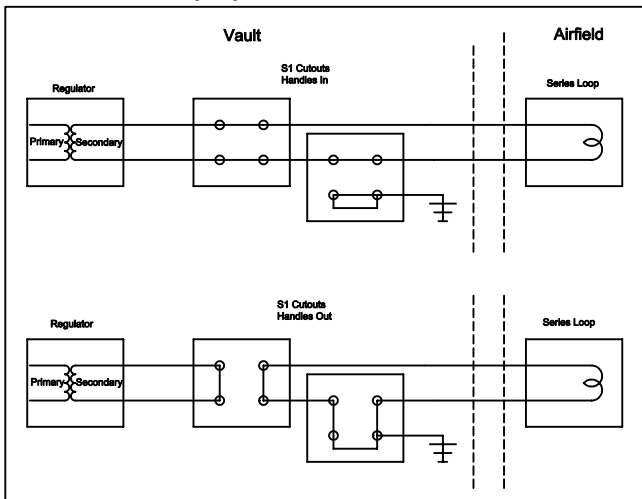 Vault
Airfield
S1 Cutouts
Handles In
Regulator
Series Loop
Primary
Secondary
S1 Cutouts
Handles Out
Regulator
Series Loop
Primary
Secondary